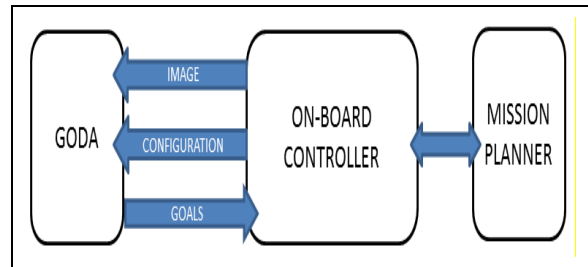 GODA
IMAGE
CONFIGURATION
GOALS
ON-BOARD
CONTROLLER
MISSION
PLANNER